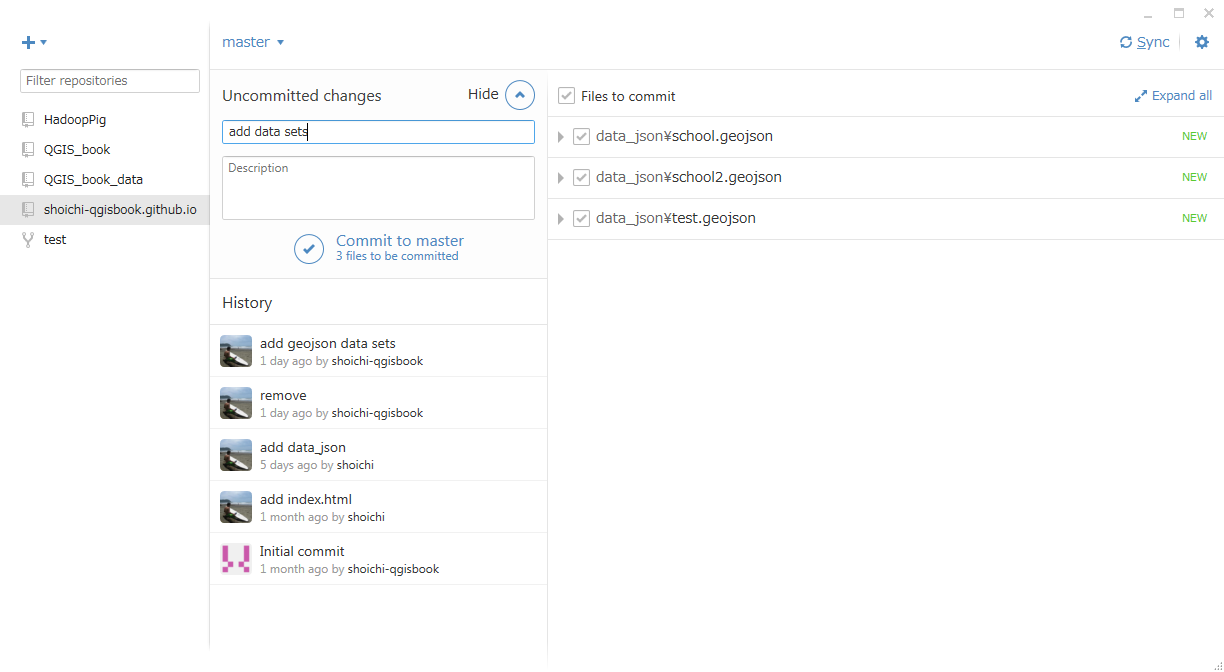 master
Sync
Filter repositories
HadoopPig
QGIS_book
QGIS_book_data
shoichi-qgisbook.github.io
test
Uncommitted changes
Hide
add data sets
Description
Commit to master
3 files to be committed
History
add geojson data sets
1 day ago by shoichi-qgisbook
remove
1 day ago by shoichi-qgisbook
add data_json
5 days ago by shoichi
add index.html
1 month ago by shoichi
Initial commit
1 month ago by shoichi-qgisbook
Files to commit
Expand all
data_json¥school.geojson
NEW
data_json¥school2.geojson
NEW
data_json¥test.geojson
NEW